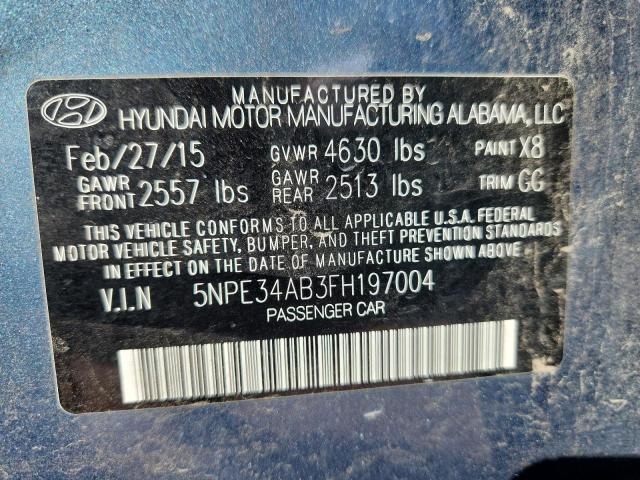 MANUFACTURED BY
HYUNDAI MOTOR MANUFACTURING ALABAMA, LLC
Feb/27/15 GVWR 4630 lbs PAINT X8
GAWR FRONT 2557 lbs GAWR REAR 2513 lbs TRIM GG
THIS VEHICLE CONFORMS TO ALL APPLICABLE U.S.A. FEDERAL
MOTOR VEHICLE SAFETY, BUMPER, AND THEFT PREVENTION STANDARDS
IN EFFECT ON THE DATE OF MANUFACTURE SHOWN ABOVE
V.I.N 5NPE34AB3FH197004
PASSENGER CAR